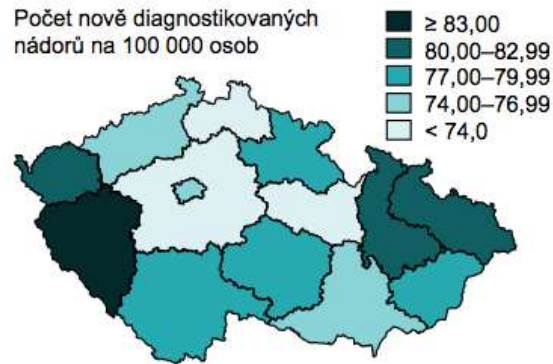 Počet nově diagnostikovaných
nádorů na 100 000 osob
≥ 83,00
80,00–82,99
77,00–79,99
74,00–76,99
< 74,0